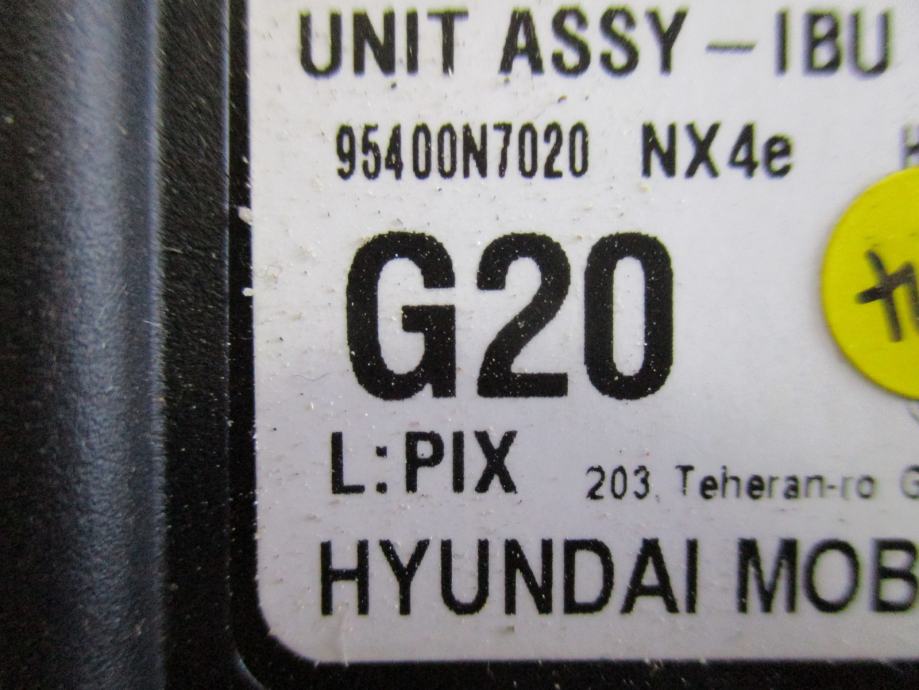 UNIT ASSY-IBU
95400N7020 NX4e
G20
L:PIX 203, Teheran-ro
HYUNDAI MOB